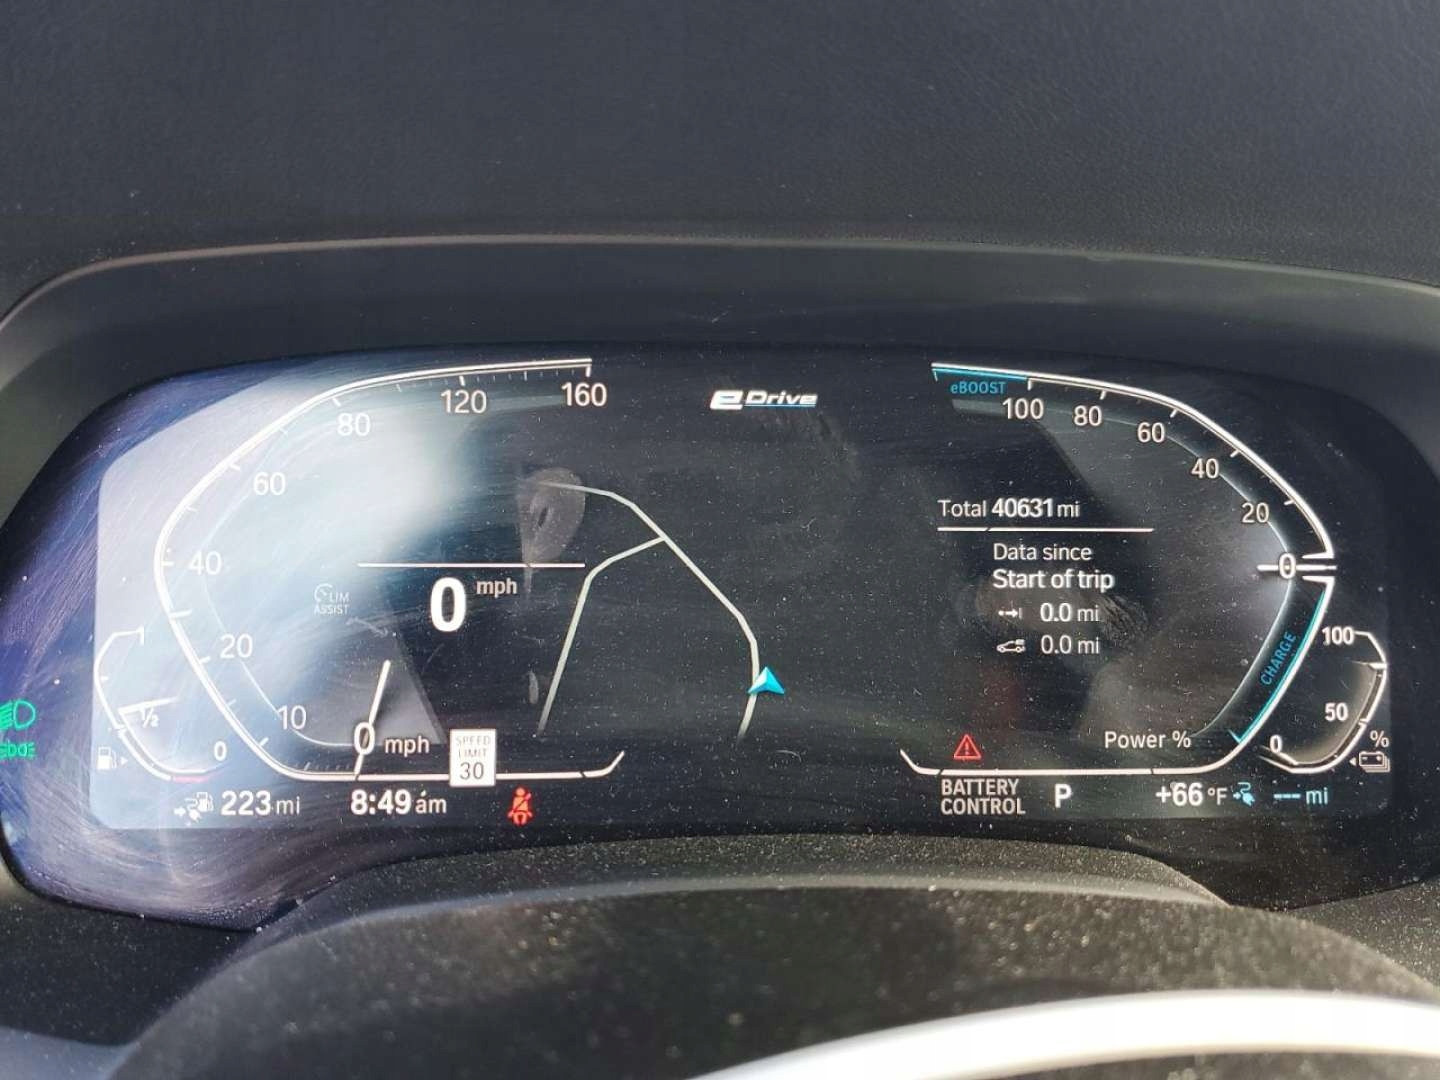 160
120
80
60
40
20
10
0 mph
0 mph
LIM
ASSIST
1
1/2
0
SPEED
LIMIT
30
223 mi
8:49 am
eDrive
eBOOST
100
80
60
40
20
0
Total 40631 mi
Data since
Start of trip
0.0 mi
0.0 mi
CHARGE
Power %
100
50
0
%
BATTERY
CONTROL
P
+66 °F
--- mi